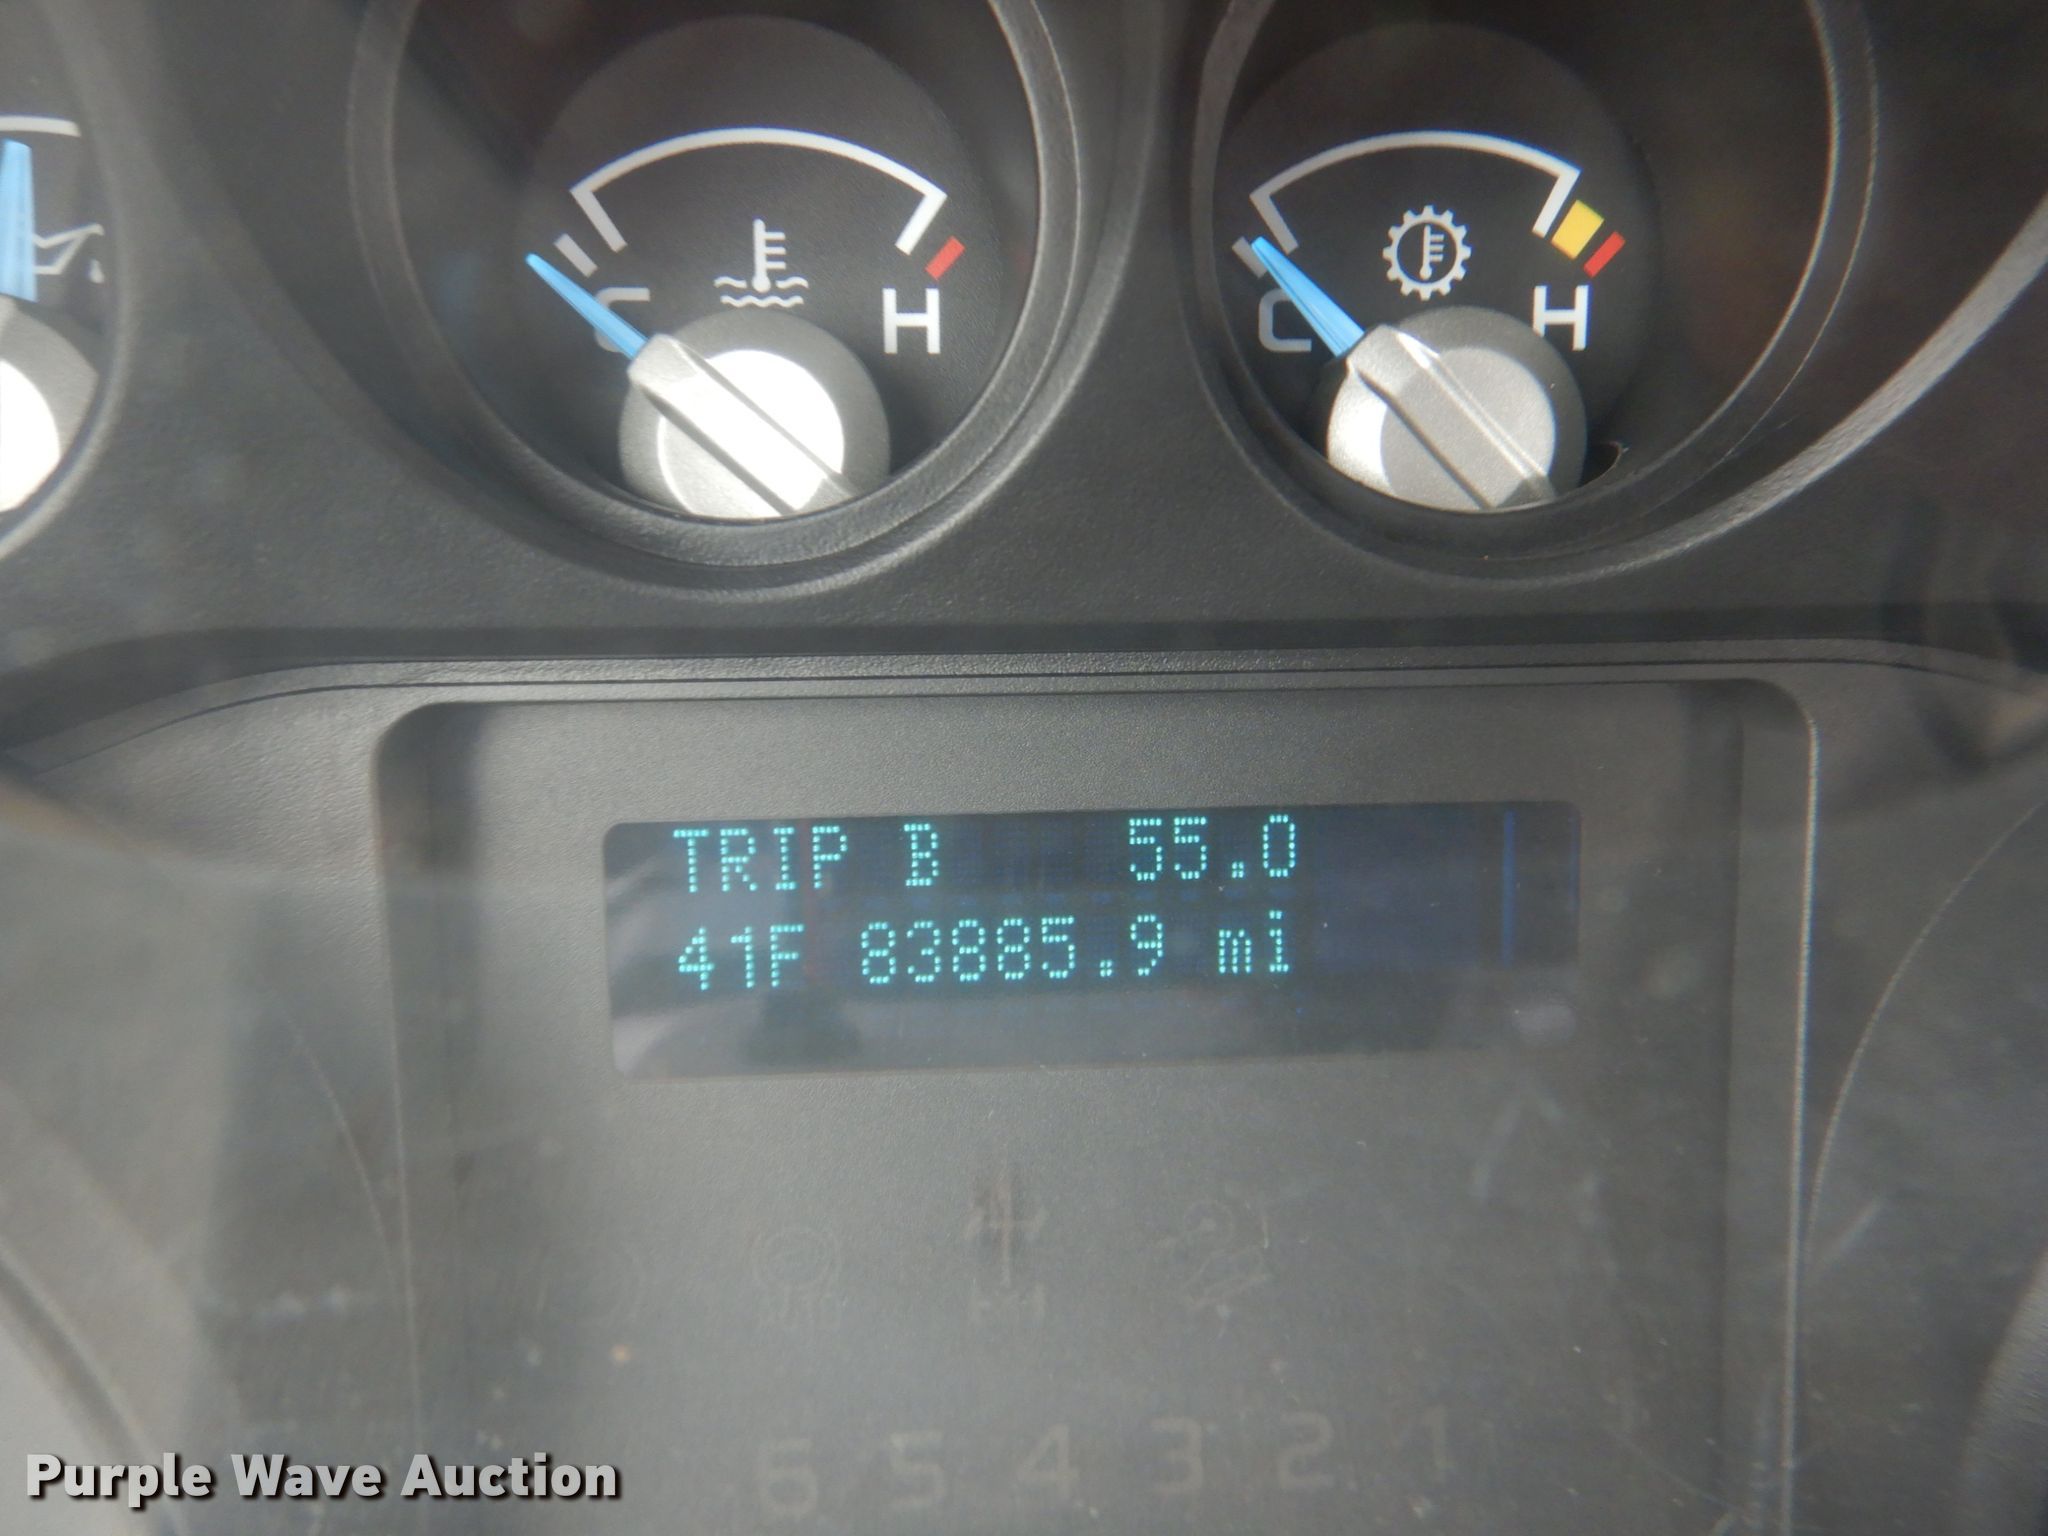 C H
C H
TRIP B 55.0
41F 83885.9 mi
6 5 4 3 2 1
Purple Wave Auction